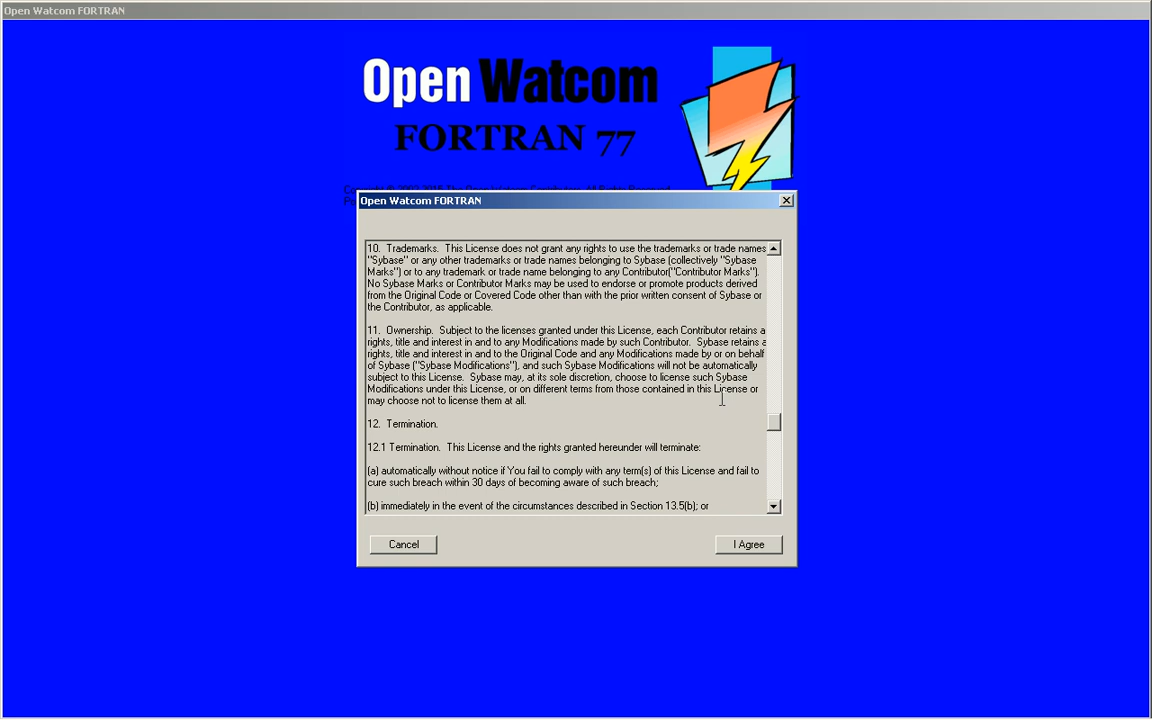 Open Watcom FORTRAN
Open Watcom
FORTRAN 77
Open Watcom FORTRAN
10. Trademarks. This License does not grant any rights to use the trademarks or trade names
"Sybase" or any other trademarks or trade names belonging to Sybase (collectively "Sybase
Marks") or to any trademark or trade name belonging to any Contributor("Contributor Marks").
No Sybase Marks or Contributor Marks may be used to endorse or promote products derived
from the Original Code or Covered Code other than with the prior written consent of Sybase or
the Contributor, as applicable.
11. Ownership. Subject to the licenses granted under this License, each Contributor retains a
rights, title and interest in and to any Modifications made by such Contributor. Sybase retains a
rights, title and interest in and to the Original Code and any Modifications made by or on behalf
of Sybase ("Sybase Modifications"), and such Sybase Modifications will not be automatically
subject to this License. Sybase may, at its sole discretion, choose to license such Sybase
Modifications under this License, or on different terms from those contained in this License or
may choose not to license them at all.
12. Termination.
12.1 Termination. This License and the rights granted hereunder will terminate:
(a) automatically without notice if You fail to comply with any term(s) of this License and fail to
cure such breach within 30 days of becoming aware of such breach;
(b) immediately in the event of the circumstances described in Section 13.5(b); or
Cancel
I Agree